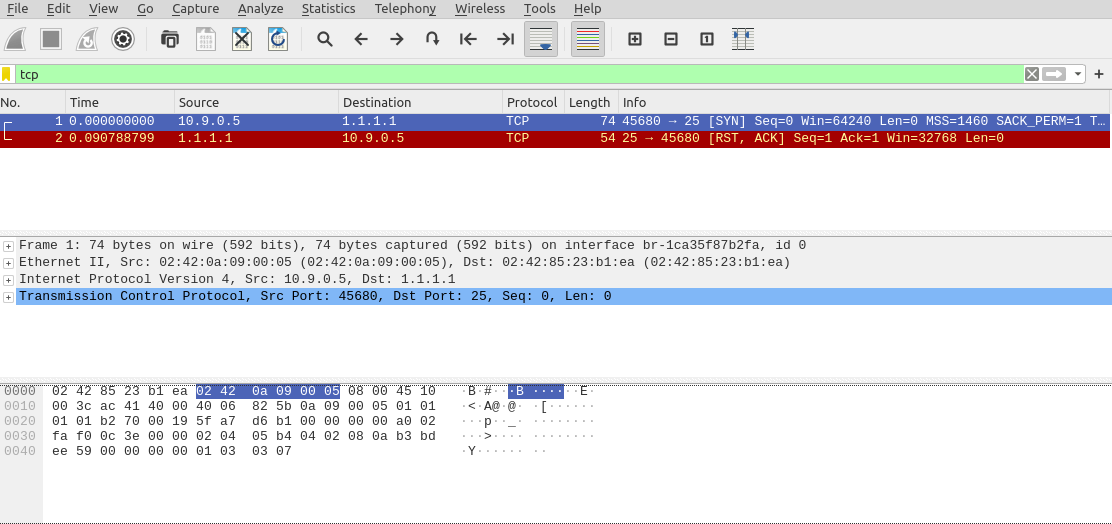 File Edit View Go Capture Analyze Statistics Telephony Wireless Tools Help
tcp
No. Time Source Destination Protocol Length Info
1 0.000000000 10.9.0.5 1.1.1.1 TCP 74 45680 → 25 [SYN] Seq=0 Win=64240 Len=0 MSS=1460 SACK_PERM=1 T…
2 0.090788799 1.1.1.1 10.9.0.5 TCP 54 25 → 45680 [RST, ACK] Seq=1 Ack=1 Win=32768 Len=0
Frame 1: 74 bytes on wire (592 bits), 74 bytes captured (592 bits) on interface br-1ca35f87b2fa, id 0
Ethernet II, Src: 02:42:0a:09:00:05 (02:42:0a:09:00:05), Dst: 02:42:85:23:b1:ea (02:42:85:23:b1:ea)
Internet Protocol Version 4, Src: 10.9.0.5, Dst: 1.1.1.1
Transmission Control Protocol, Src Port: 45680, Dst Port: 25, Seq: 0, Len: 0
0000 02 42 85 23 b1 ea 02 42 0a 09 00 05 08 00 45 10 ·B·#···B ······E·
0010 00 3c ac 41 40 00 40 06 82 5b 0a 09 00 05 01 01 ·<·A@·@· ·[······
0020 01 01 b2 70 00 19 5f a7 d6 b1 00 00 00 00 a0 02 ···p··_· ········
0030 fa f0 0c 3e 00 00 02 04 05 b4 04 02 08 0a b3 bd ···>···· ········
0040 ee 59 00 00 00 00 01 03 03 07 ·Y······ ··